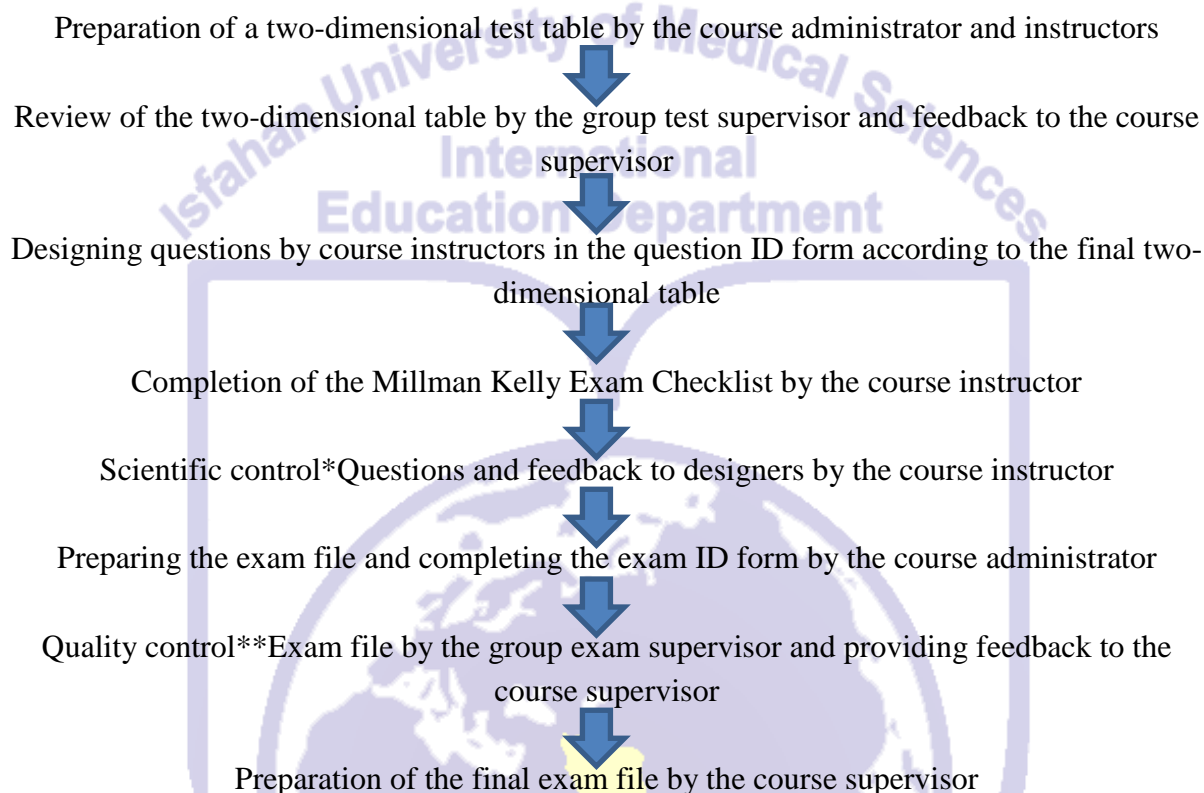 Preparation of a two-dimensional test table by the course administrator and instructors
Review of the two-dimensional table by the group test supervisor and feedback to the course
supervisor
Designing questions by course instructors in the question ID form according to the final two-
dimensional table
Completion of the Millman Kelly Exam Checklist by the course instructor
Scientific control*Questions and feedback to designers by the course instructor
Preparing the exam file and completing the exam ID form by the course administrator
Quality control**Exam file by the group exam supervisor and providing feedback to the
course supervisor
Preparation of the final exam file by the course supervisor
Isfahan University of Medical Sciences
International
Education Department